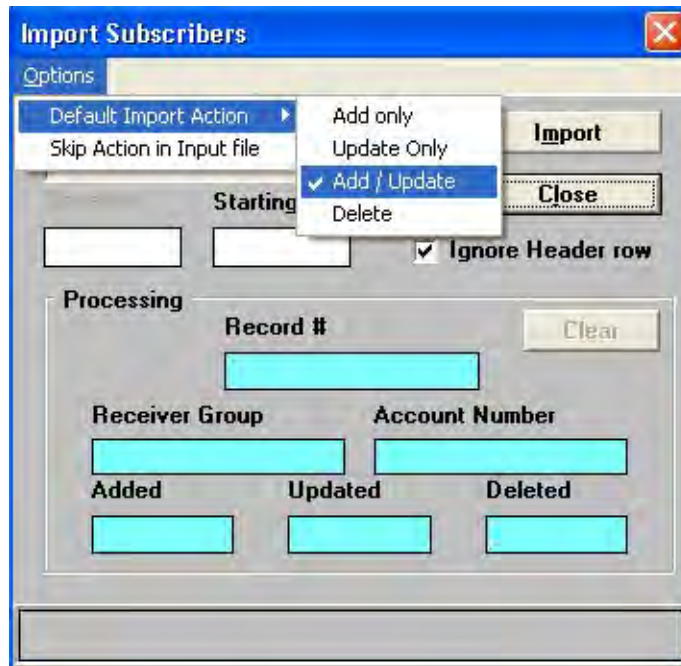 Import Subscribers
Options
Default Import Action
Skip Action in Input file
Add only
Update Only
Add / Update
Delete
Import
Close
Starting
Ignore Header row
Processing
Record #
Clear
Receiver Group
Account Number
Added
Updated
Deleted